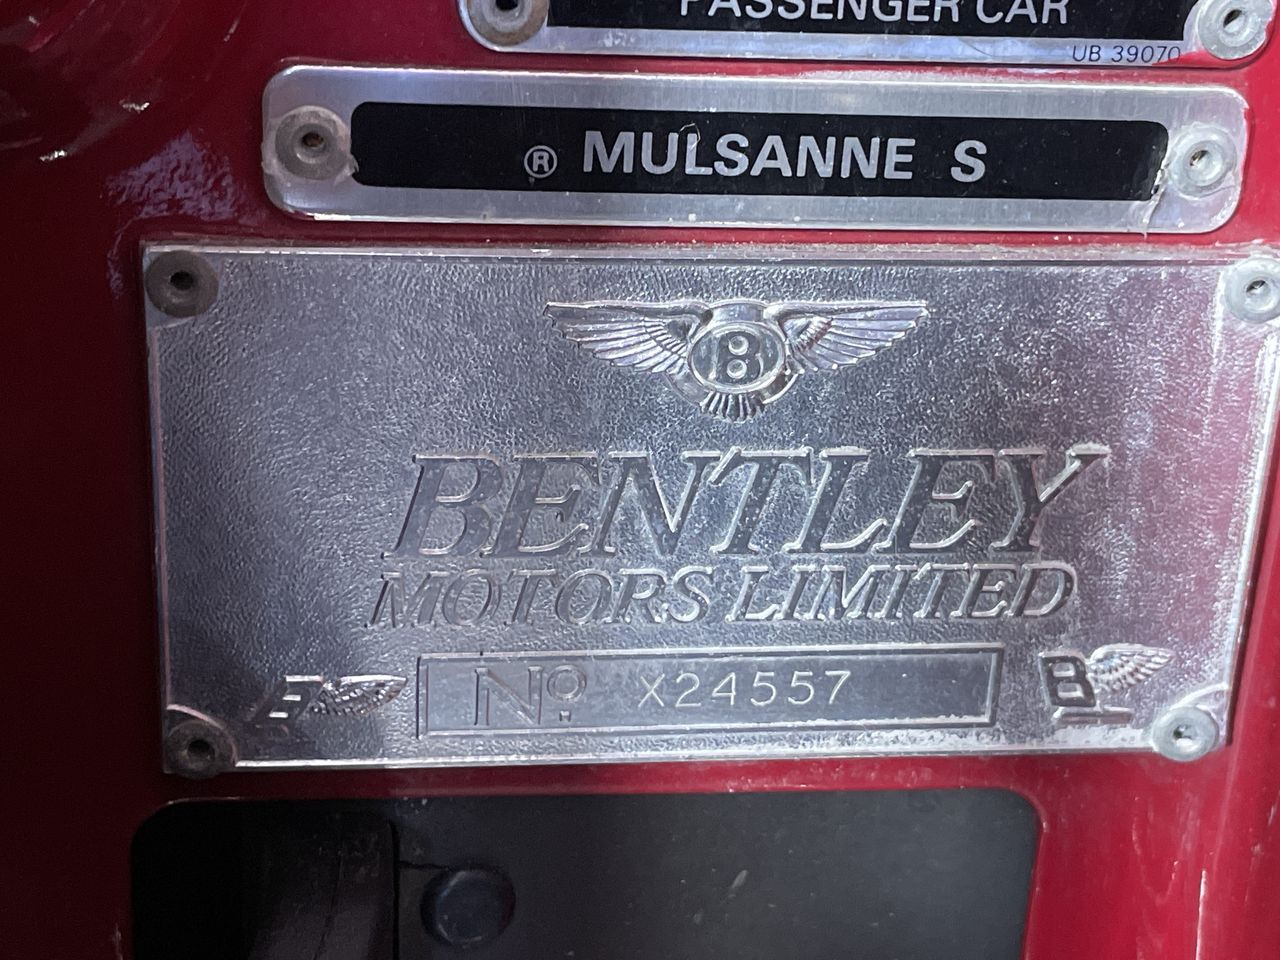 PASSENGER CAR
UB 39070
® MULSANNE S
B
BENTLEY
MOTORS LIMITED
B No. X24557 B